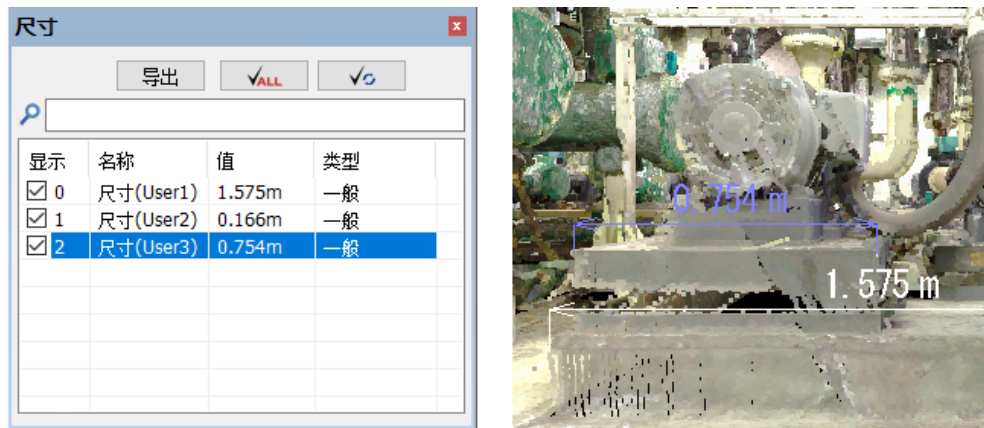 尺寸
导出
ALL
显示 名称 值 类型
0 尺寸(User1) 1.575m 一般
1 尺寸(User2) 0.166m 一般
2 尺寸(User3) 0.754m 一般
0.754 m
1.575 m